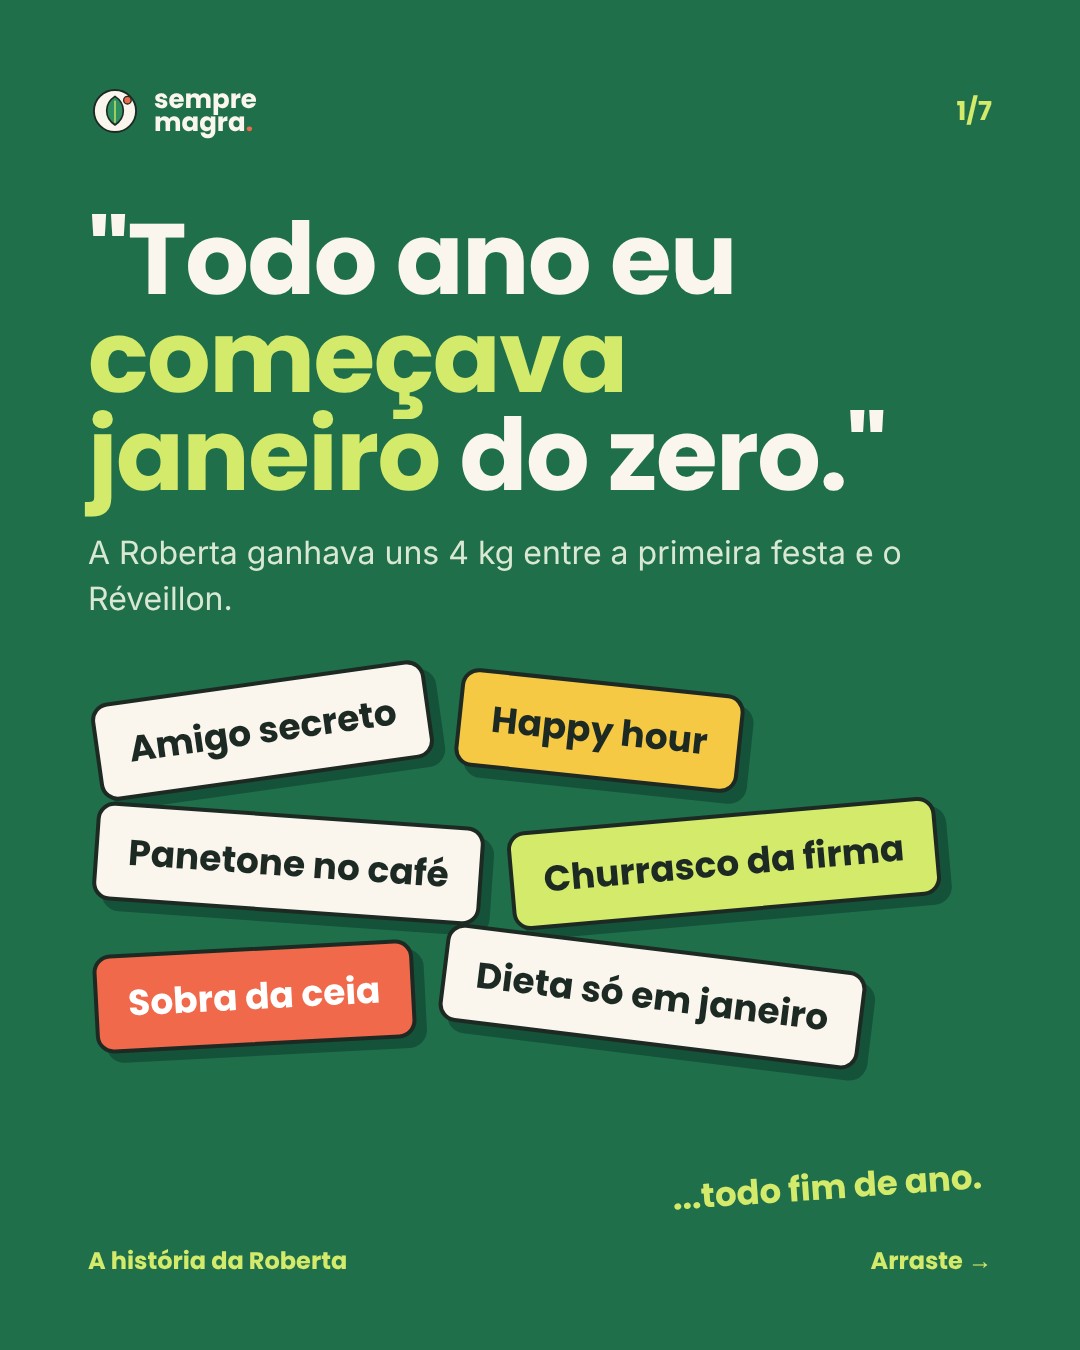 sempre
magra.
1/7
"Todo ano eu
começava
janeiro do zero."
A Roberta ganhava uns 4 kg entre a primeira festa e o
Réveillon.
Amigo secreto
Happy hour
Panetone no café
Churrasco da firma
Sobra da ceia
Dieta só em janeiro
...todo fim de ano.
A história da Roberta
Arraste →